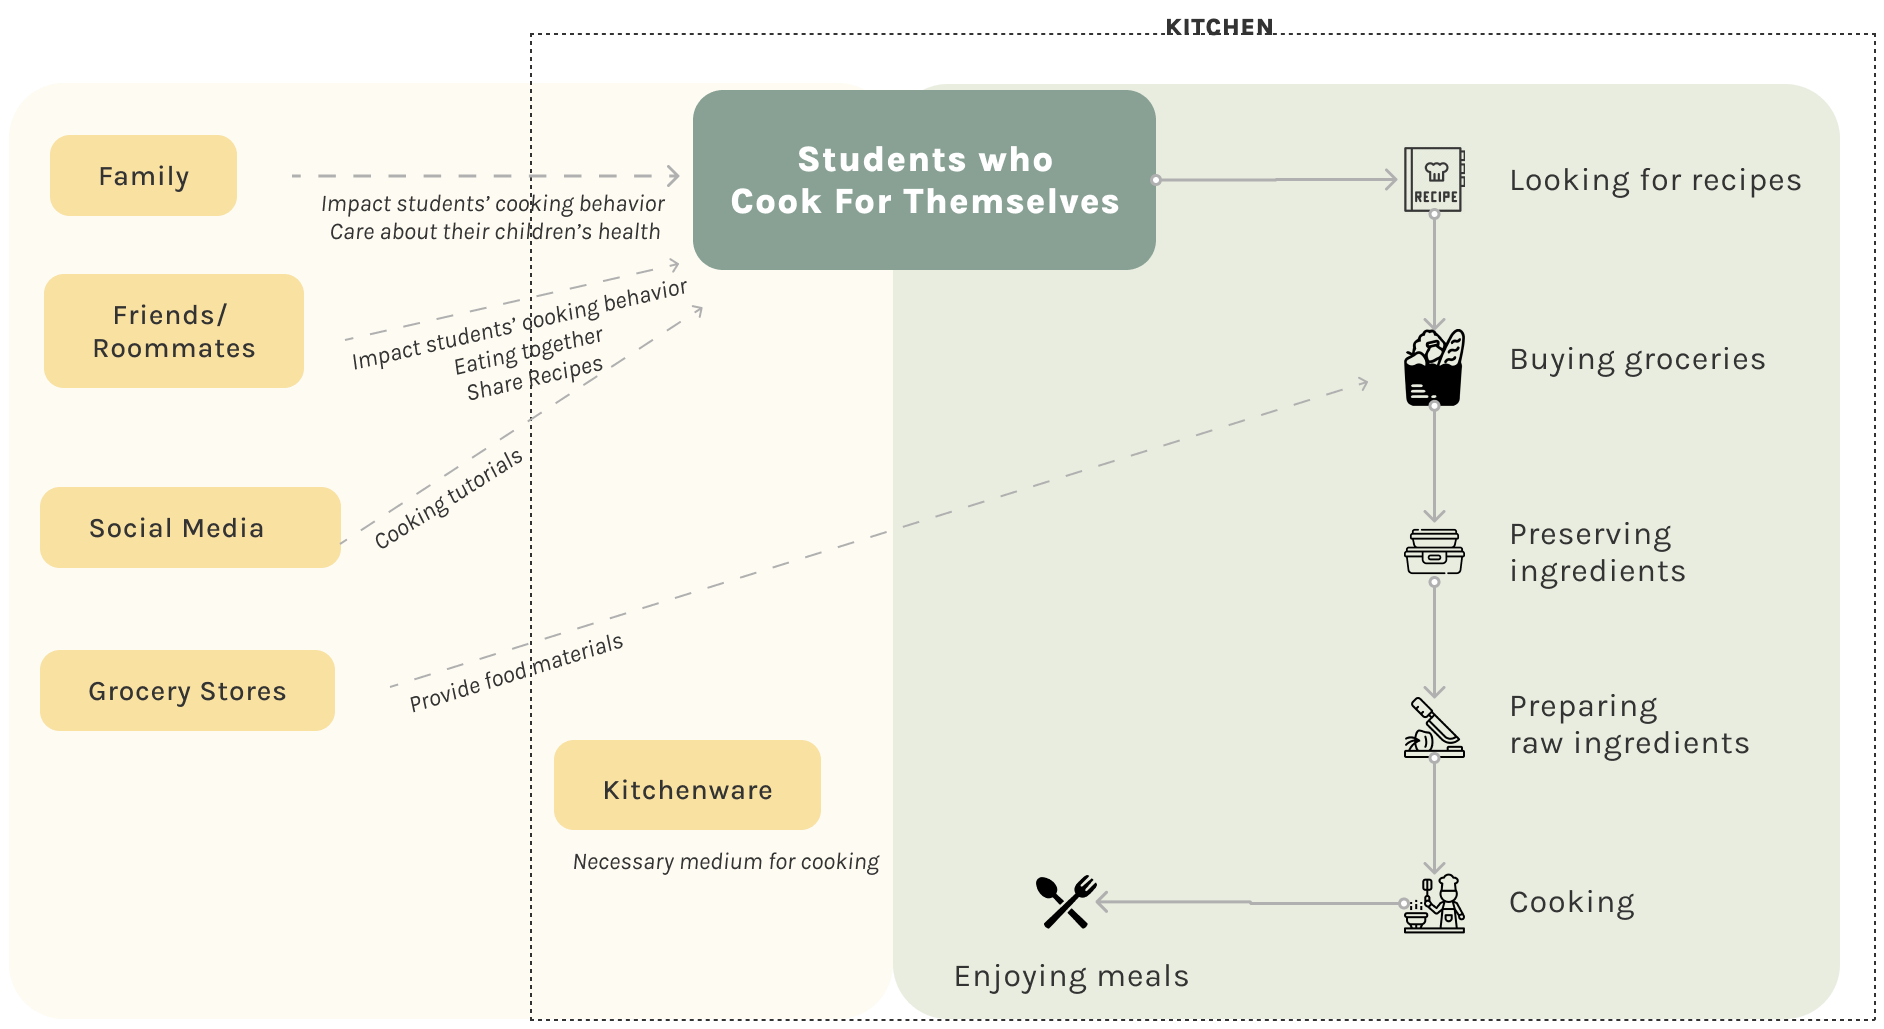 KITCHEN
Family
Impact students’ cooking behavior
Care about their children’s health
Students who
Cook For Themselves
RECIPE
Looking for recipes
Friends/
Roommates
Impact students’ cooking behavior
Eating together
Share Recipes
Buying groceries
Social Media
Cooking tutorials
Preserving
ingredients
Grocery Stores
Provide food materials
Preparing
raw ingredients
Kitchenware
Necessary medium for cooking
Cooking
Enjoying meals